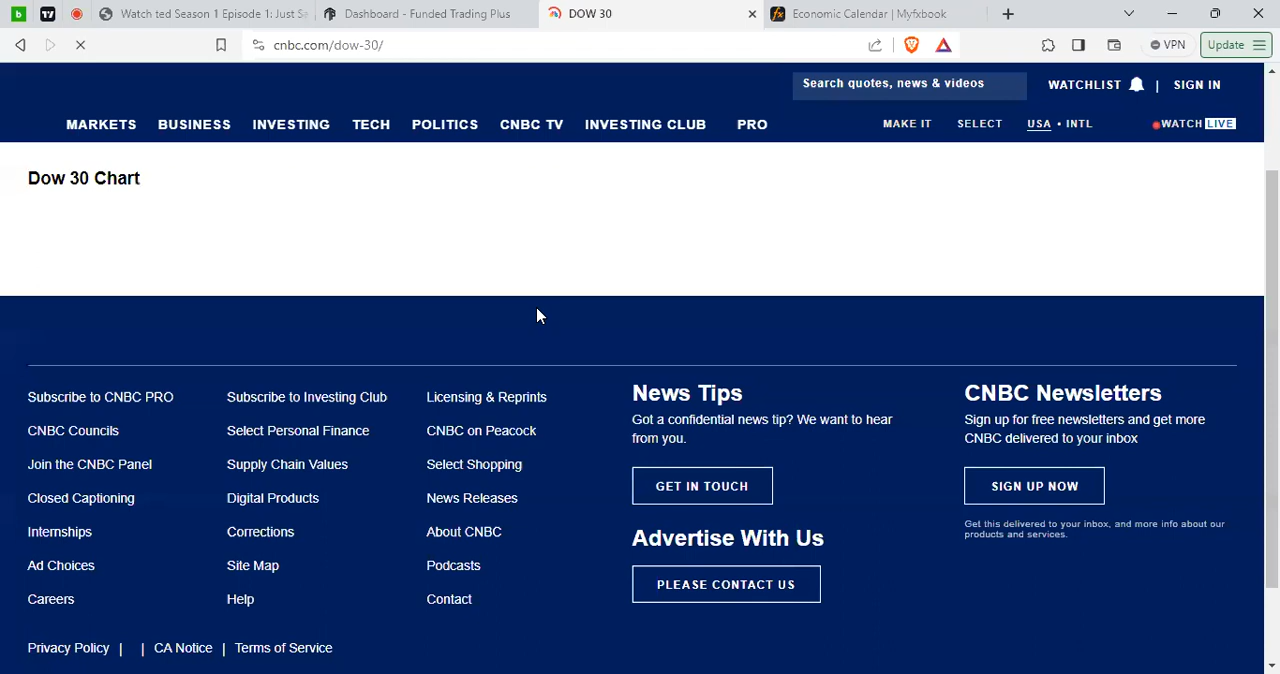 Watch ted Season 1 Episode 1: Just Sa
Dashboard - Funded Trading Plus
DOW 30
Economic Calendar | Myfxbook
cnbc.com/dow-30/
VPN
Update
Search quotes, news & videos
WATCHLIST | SIGN IN
MARKETS BUSINESS INVESTING TECH POLITICS CNBC TV INVESTING CLUB PRO
MAKE IT SELECT USA • INTL WATCH LIVE
Dow 30 Chart
Subscribe to CNBC PRO
CNBC Councils
Join the CNBC Panel
Closed Captioning
Internships
Ad Choices
Careers
Subscribe to Investing Club
Select Personal Finance
Supply Chain Values
Digital Products
Corrections
Site Map
Help
Licensing & Reprints
CNBC on Peacock
Select Shopping
News Releases
About CNBC
Podcasts
Contact
News Tips
Got a confidential news tip? We want to hear
from you.
GET IN TOUCH
Advertise With Us
PLEASE CONTACT US
CNBC Newsletters
Sign up for free newsletters and get more
CNBC delivered to your inbox
SIGN UP NOW
Get this delivered to your inbox, and more info about our
products and services.
Privacy Policy | | CA Notice | Terms of Service